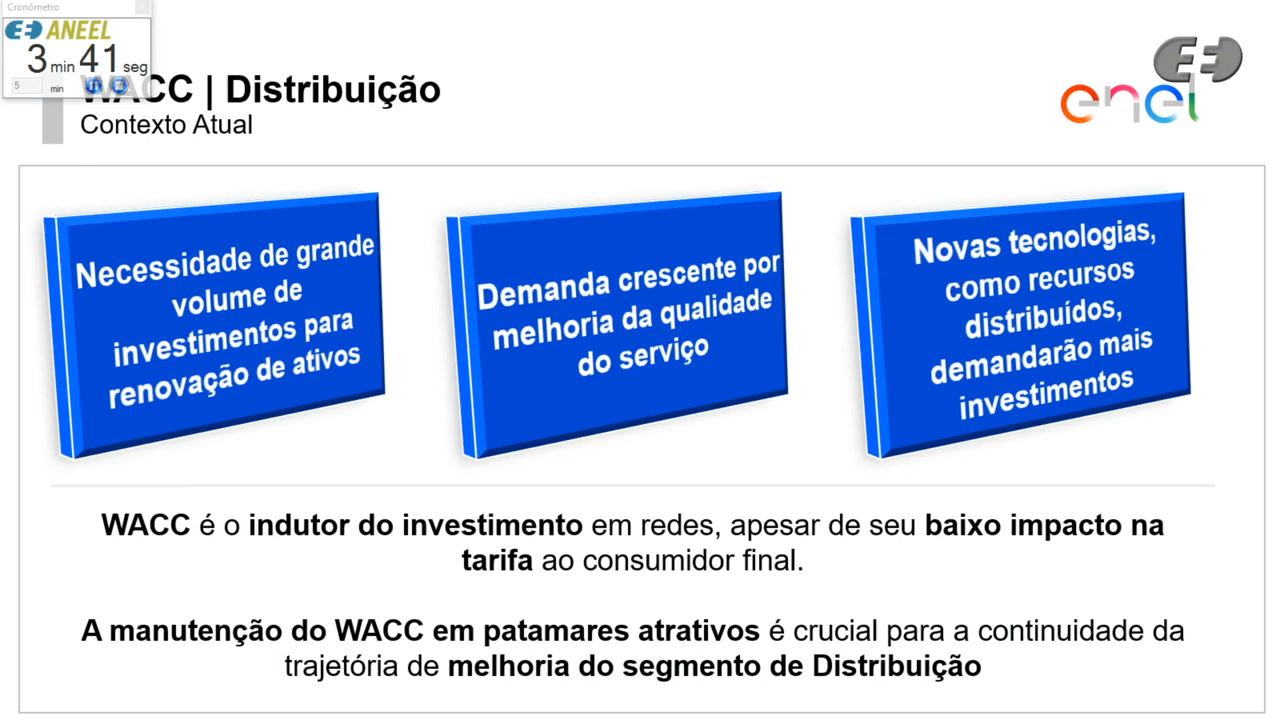 Cronómetro
ANEEL
3 min 41 seg
5 min
WACC | Distribuição
Contexto Atual
enel
Necessidade de grande
volume de
investimentos para
renovação de ativos
Demanda crescente por
melhoria da qualidade
do serviço
Novas tecnologias,
como recursos
distribuídos,
demandarão mais
investimentos
WACC é o indutor do investimento em redes, apesar de seu baixo impacto na
tarifa ao consumidor final.
A manutenção do WACC em patamares atrativos é crucial para a continuidade da
trajetória de melhoria do segmento de Distribuição